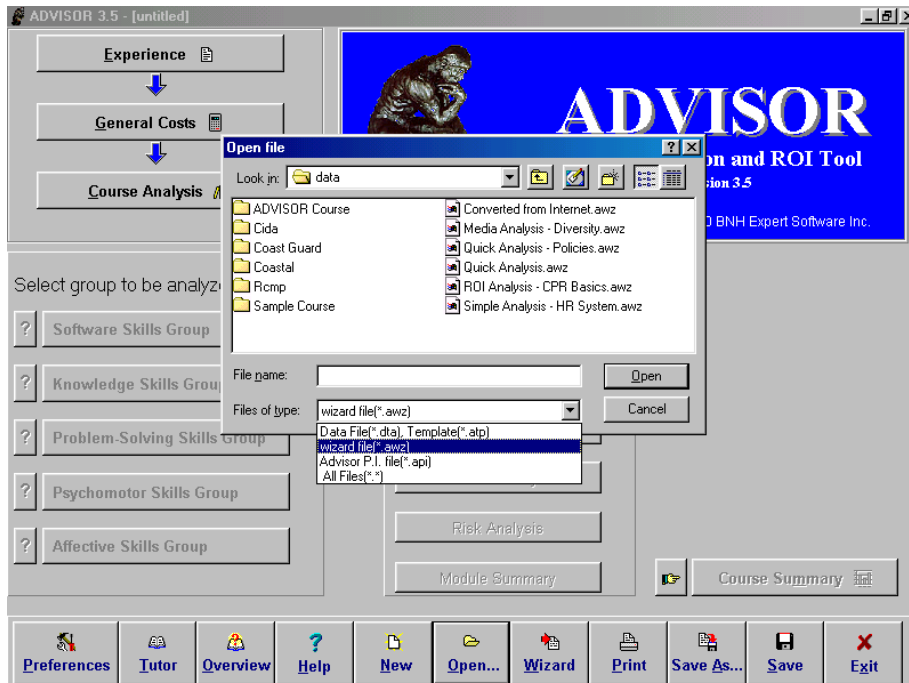 ADVISOR 3.5 - [untitled]
Experience
General Costs
Course Analysis
ADVISOR
on and ROI Tool
sion 3.5
0 BNH Expert Software Inc.
Open file
Look in: data
ADVISOR Course
Cida
Coast Guard
Coastal
Rcmp
Sample Course
Converted from Internet.awz
Media Analysis - Diversity.awz
Quick Analysis - Policies.awz
Quick Analysis.awz
ROI Analysis - CPR Basics.awz
Simple Analysis - HR System.awz
File name:
Open
Files of type: wizard file(*.awz)
Cancel
Data File(*.dta), Template(*.atp)
wizard file(*.awz)
Advisor P.I. file(*.api)
All Files(*.*)
Select group to be analyz
? Software Skills Group
? Knowledge Skills Group
? Problem-Solving Skills Group
? Psychomotor Skills Group
? Affective Skills Group
Risk Analysis
Module Summary
Course Summary
Preferences
Tutor
Overview
Help
New
Open...
Wizard
Print
Save As...
Save
Exit